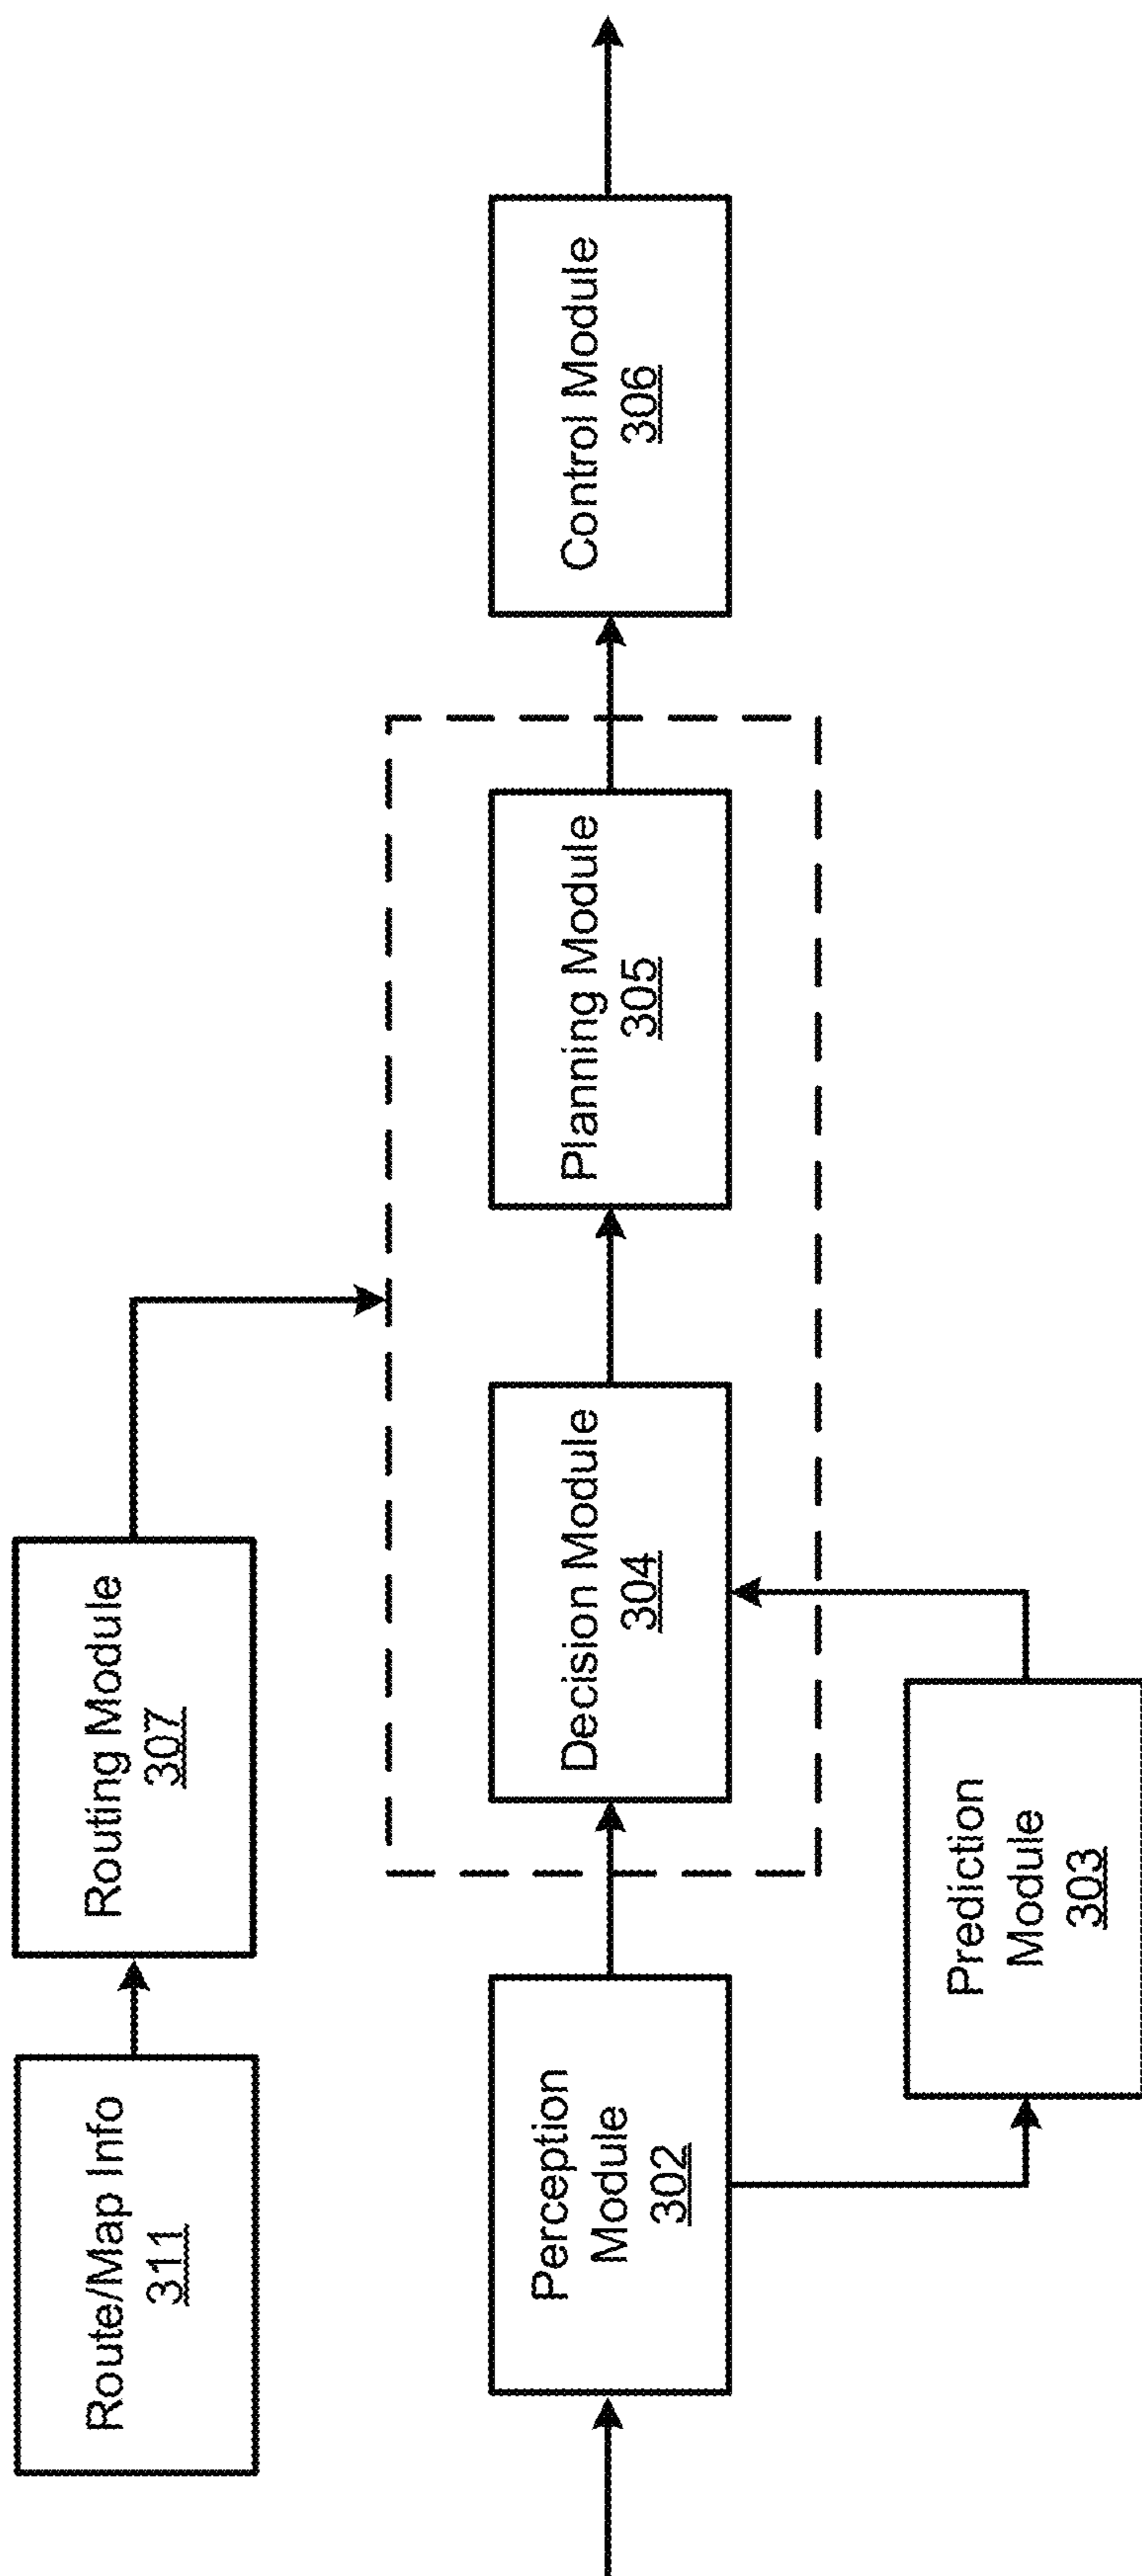 Route/Map Info
311
Routing Module
307
Perception
Module
302
Decision Module
304
Planning Module
305
Control Module
306
Prediction
Module
303